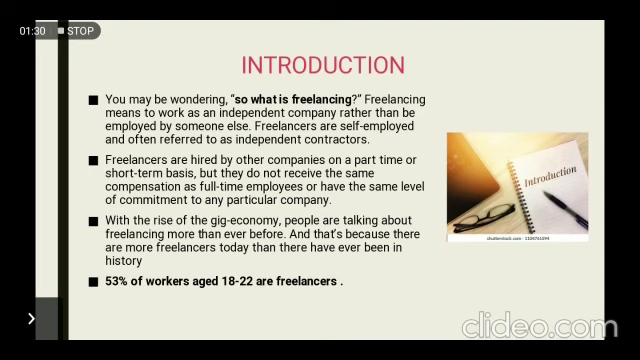 01:30 STOP
INTRODUCTION
■ You may be wondering, “so what is freelancing?” Freelancing
means to work as an independent company rather than be
employed by someone else. Freelancers are self-employed
and often referred to as independent contractors.
■ Freelancers are hired by other companies on a part time or
short-term basis, but they do not receive the same
compensation as full-time employees or have the same level
of commitment to any particular company.
■ With the rise of the gig-economy, people are talking about
freelancing more than ever before. And that’s because there
are more freelancers today than there have ever been in
history
■ 53% of workers aged 18-22 are freelancers .
Introduction
shutterstock.com · 1104761594
clideo.com